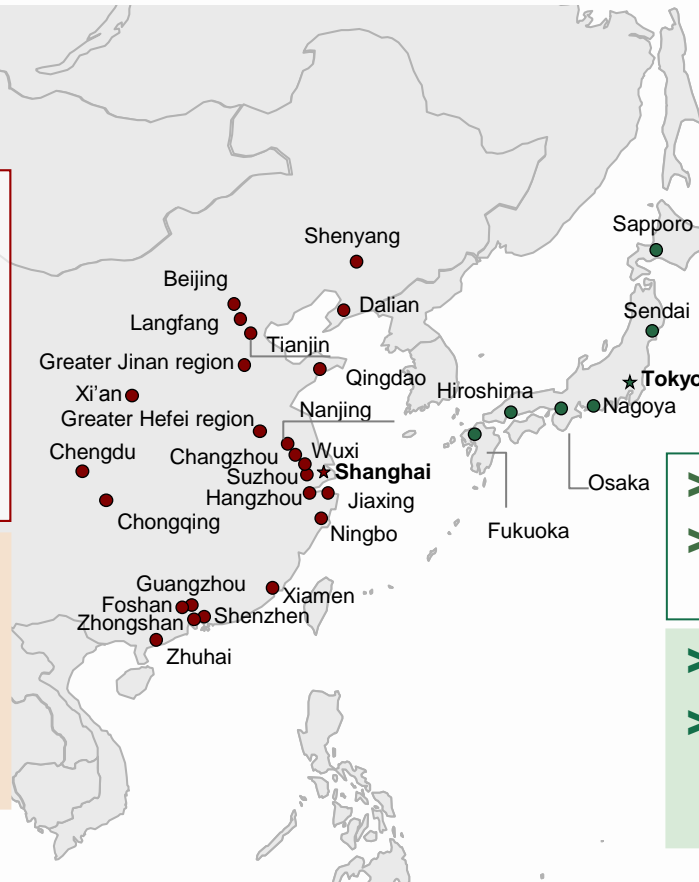 Sapporo
Shenyang
Beijing
Dalian
Sendai
Langfang
Tianjin
Greater Jinan region
Qingdao
Tokyo
Xi'an
Hiroshima
Nagoya
Nanjing
Greater Hefei region
Chengdu
Changzhou
Wuxi
Suzhou
Shanghai
Osaka
Hangzhou
Jiaxing
Chongqing
Ningbo
Fukuoka
Guangzhou
Xiamen
Foshan
Shenzhen
Zhongshan
Zhuhai